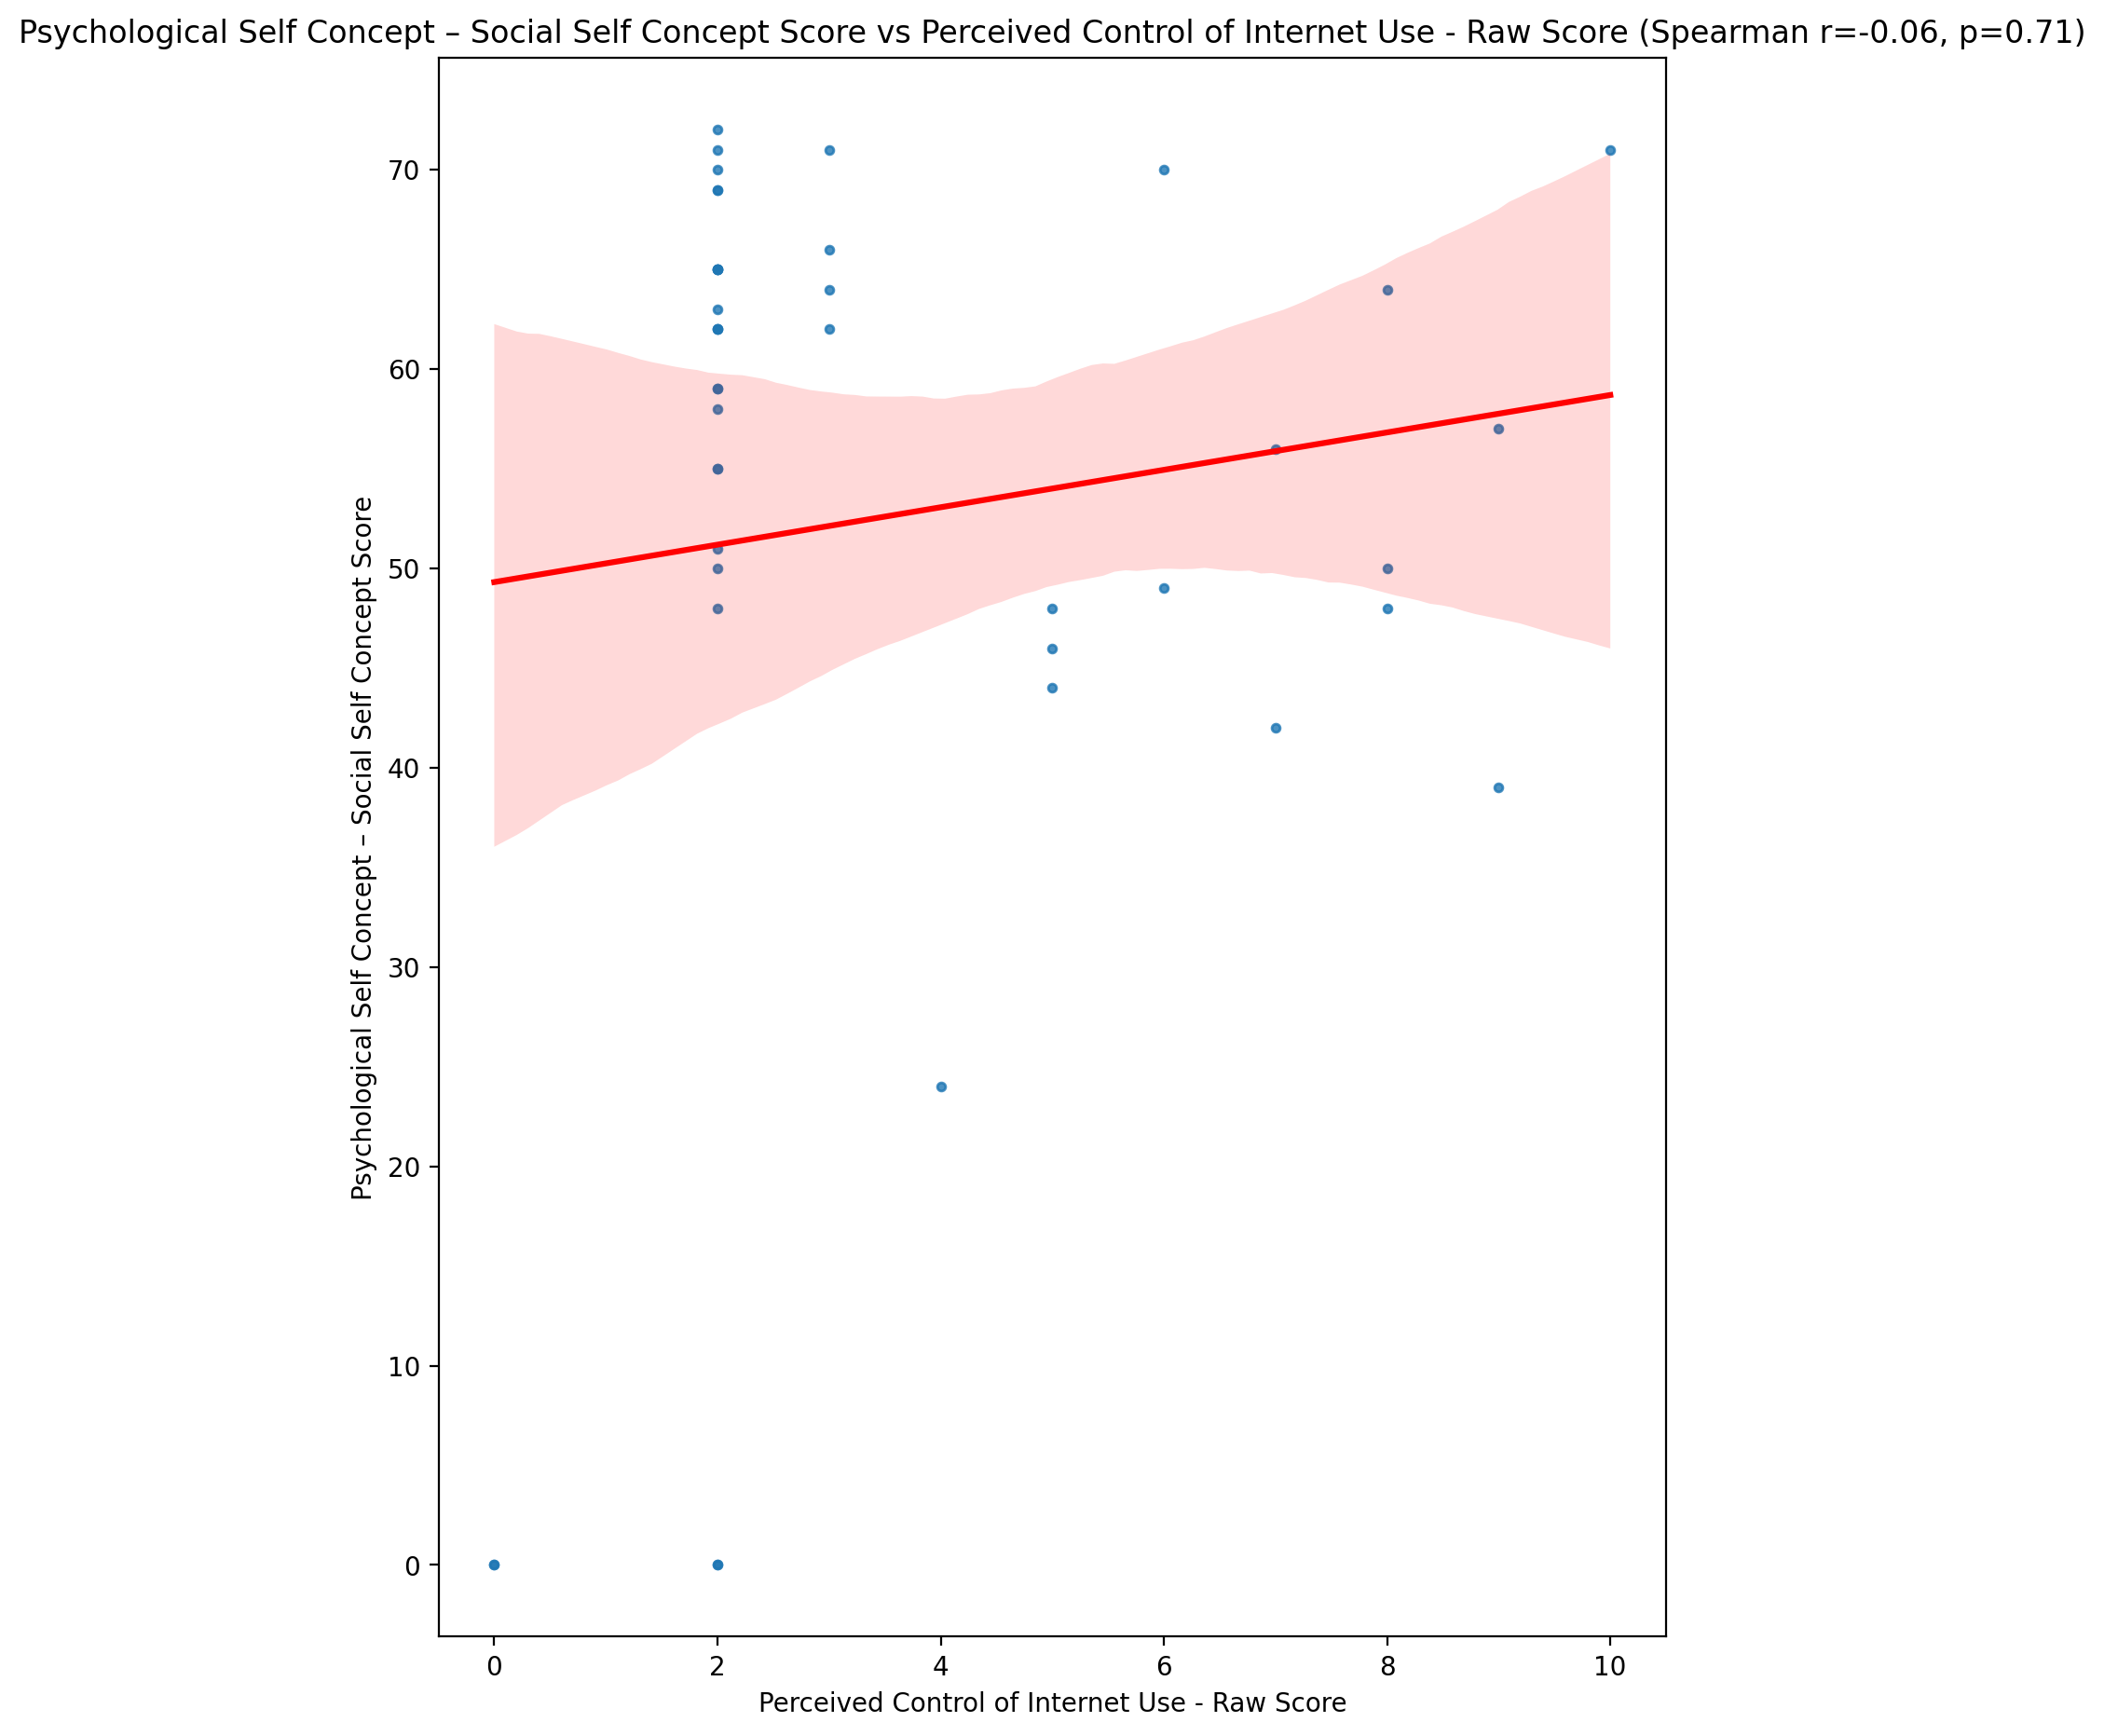 Psychological Self Concept – Social Self Concept Score vs Perceived Control of Internet Use - Raw Score (Spearman r=-0.06, p=0.71)
Psychological Self Concept – Social Self Concept Score
70
60
50
40
30
20
10
0
0 2 4 6 8 10
Perceived Control of Internet Use - Raw Score